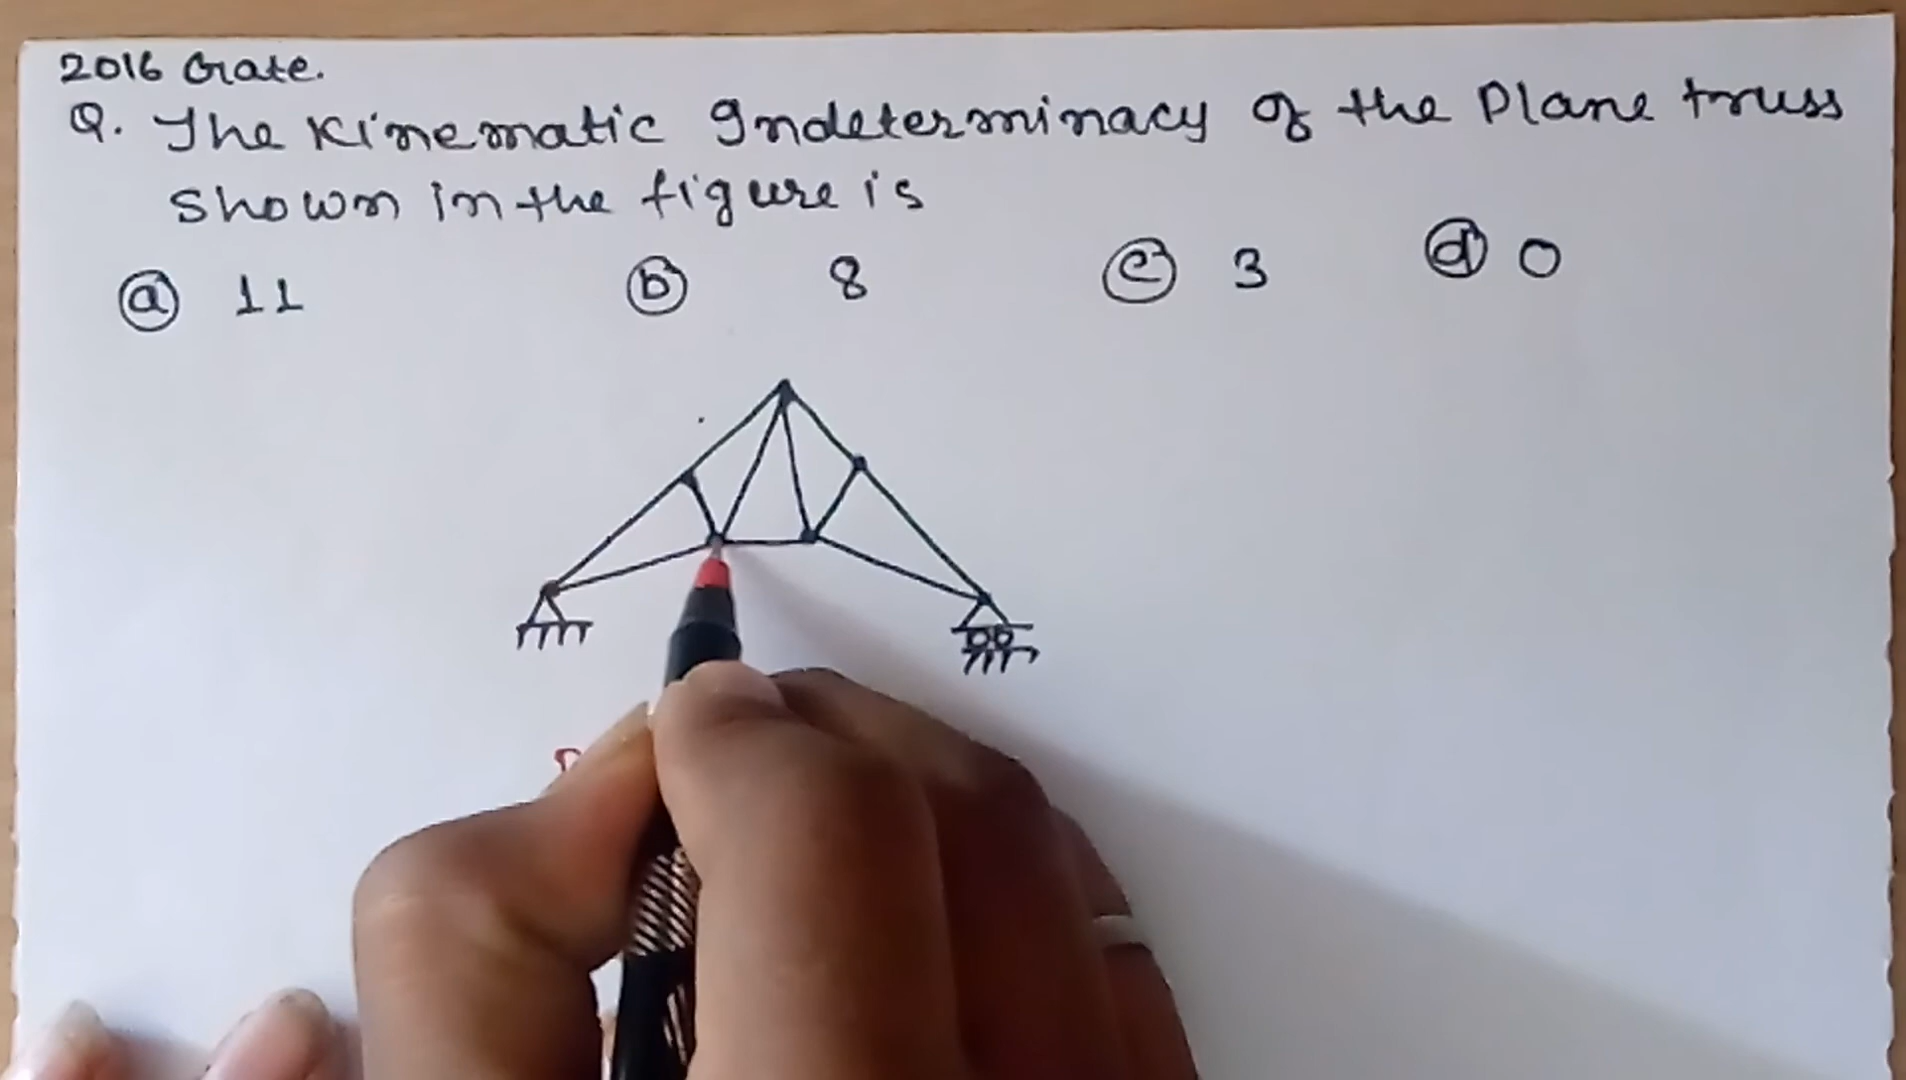 2016 Gate.
Q. The Kinematic Indeterminacy of the Plane truss
shown in the figure is
(a) 11 (b) 8 (c) 3 (d) 0